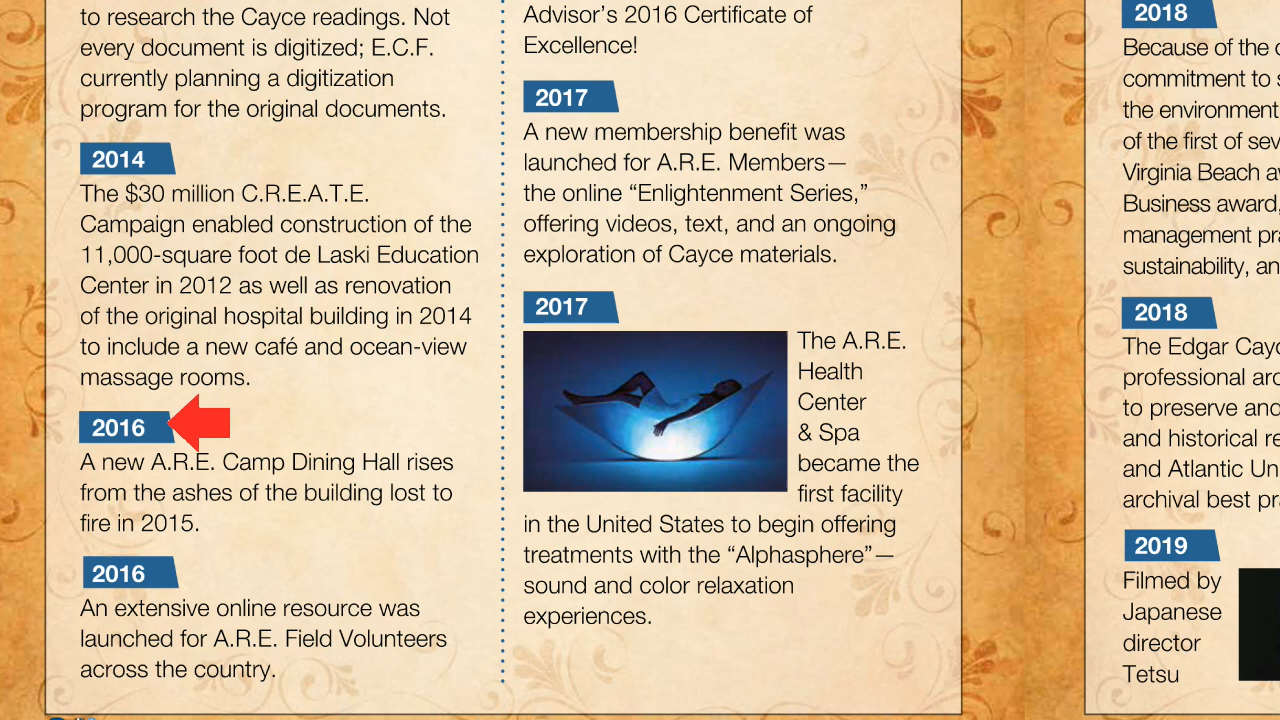 to research the Cayce readings. Not
every document is digitized; E.C.F.
currently planning a digitization
program for the original documents.
2014
The $30 million C.R.E.A.T.E.
Campaign enabled construction of the
11,000-square foot de Laski Education
Center in 2012 as well as renovation
of the original hospital building in 2014
to include a new café and ocean-view
massage rooms.
2016
A new A.R.E. Camp Dining Hall rises
from the ashes of the building lost to
fire in 2015.
2016
An extensive online resource was
launched for A.R.E. Field Volunteers
across the country.
Advisor’s 2016 Certificate of
Excellence!
2017
A new membership benefit was
launched for A.R.E. Members—
the online “Enlightenment Series,”
offering videos, text, and an ongoing
exploration of Cayce materials.
2017
The A.R.E.
Health
Center
& Spa
became the
first facility
in the United States to begin offering
treatments with the “Alphasphere”—
sound and color relaxation
experiences.
2018
Because of the
commitment to
the environment
of the first of
Virginia Beach
Business award,
management
sustainability,
2018
The Edgar
professional
to preserve and
and historical
and Atlantic
archival best
2019
Filmed by
Japanese
director
Tetsu